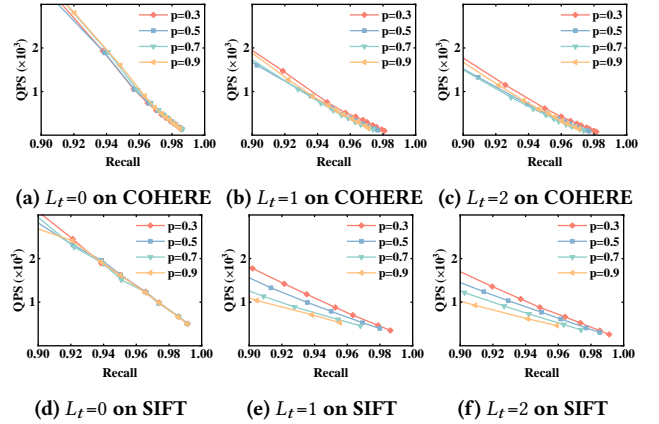 QPS (×10³)
2
1
0.90 0.92 0.94 0.96 0.98 1.00
Recall
p=0.3
p=0.5
p=0.7
p=0.9
(a) Lₜ=0 on COHERE
QPS (×10³)
2
1
0.90 0.92 0.94 0.96 0.98 1.00
Recall
p=0.3
p=0.5
p=0.7
p=0.9
(b) Lₜ=1 on COHERE
QPS (×10³)
2
1
0.90 0.92 0.94 0.96 0.98 1.00
Recall
p=0.3
p=0.5
p=0.7
p=0.9
(c) Lₜ=2 on COHERE
QPS (×10³)
2
1
0.90 0.92 0.94 0.96 0.98 1.00
Recall
p=0.3
p=0.5
p=0.7
p=0.9
(d) Lₜ=0 on SIFT
QPS (×10³)
2
1
0.90 0.92 0.94 0.96 0.98 1.00
Recall
p=0.3
p=0.5
p=0.7
p=0.9
(e) Lₜ=1 on SIFT
QPS (×10³)
2
1
0.90 0.92 0.94 0.96 0.98 1.00
Recall
p=0.3
p=0.5
p=0.7
p=0.9
(f) Lₜ=2 on SIFT